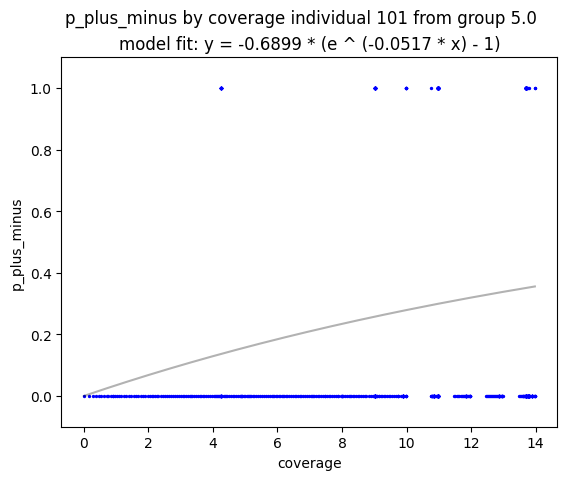 p_plus_minus by coverage individual 101 from group 5.0
model fit: y = -0.6899 * (e ^ (-0.0517 * x) - 1)
1.0
0.8
0.6
0.4
0.2
0.0
p_plus_minus
0 2 4 6 8 10 12 14
coverage